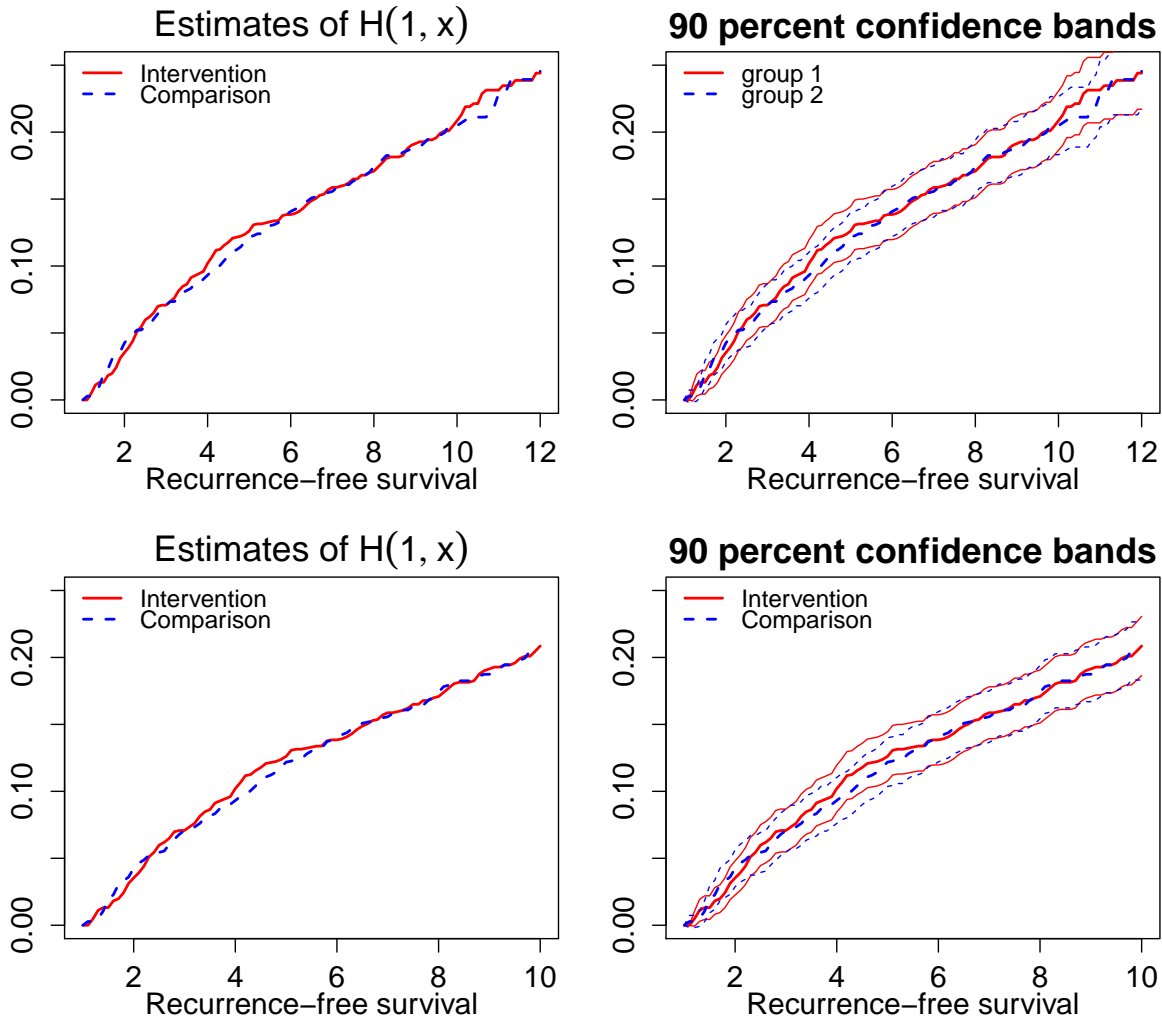 Estimates of H(1, x)
Intervention
Comparison
0.00
0.10
0.20
2
4
6
8
10
12
Recurrence−free survival
90 percent confidence bands
group 1
group 2
0.00
0.10
0.20
2
4
6
8
10
12
Recurrence−free survival
Estimates of H(1, x)
Intervention
Comparison
0.00
0.10
0.20
2
4
6
8
10
Recurrence−free survival
90 percent confidence bands
Intervention
Comparison
0.00
0.10
0.20
2
4
6
8
10
Recurrence−free survival